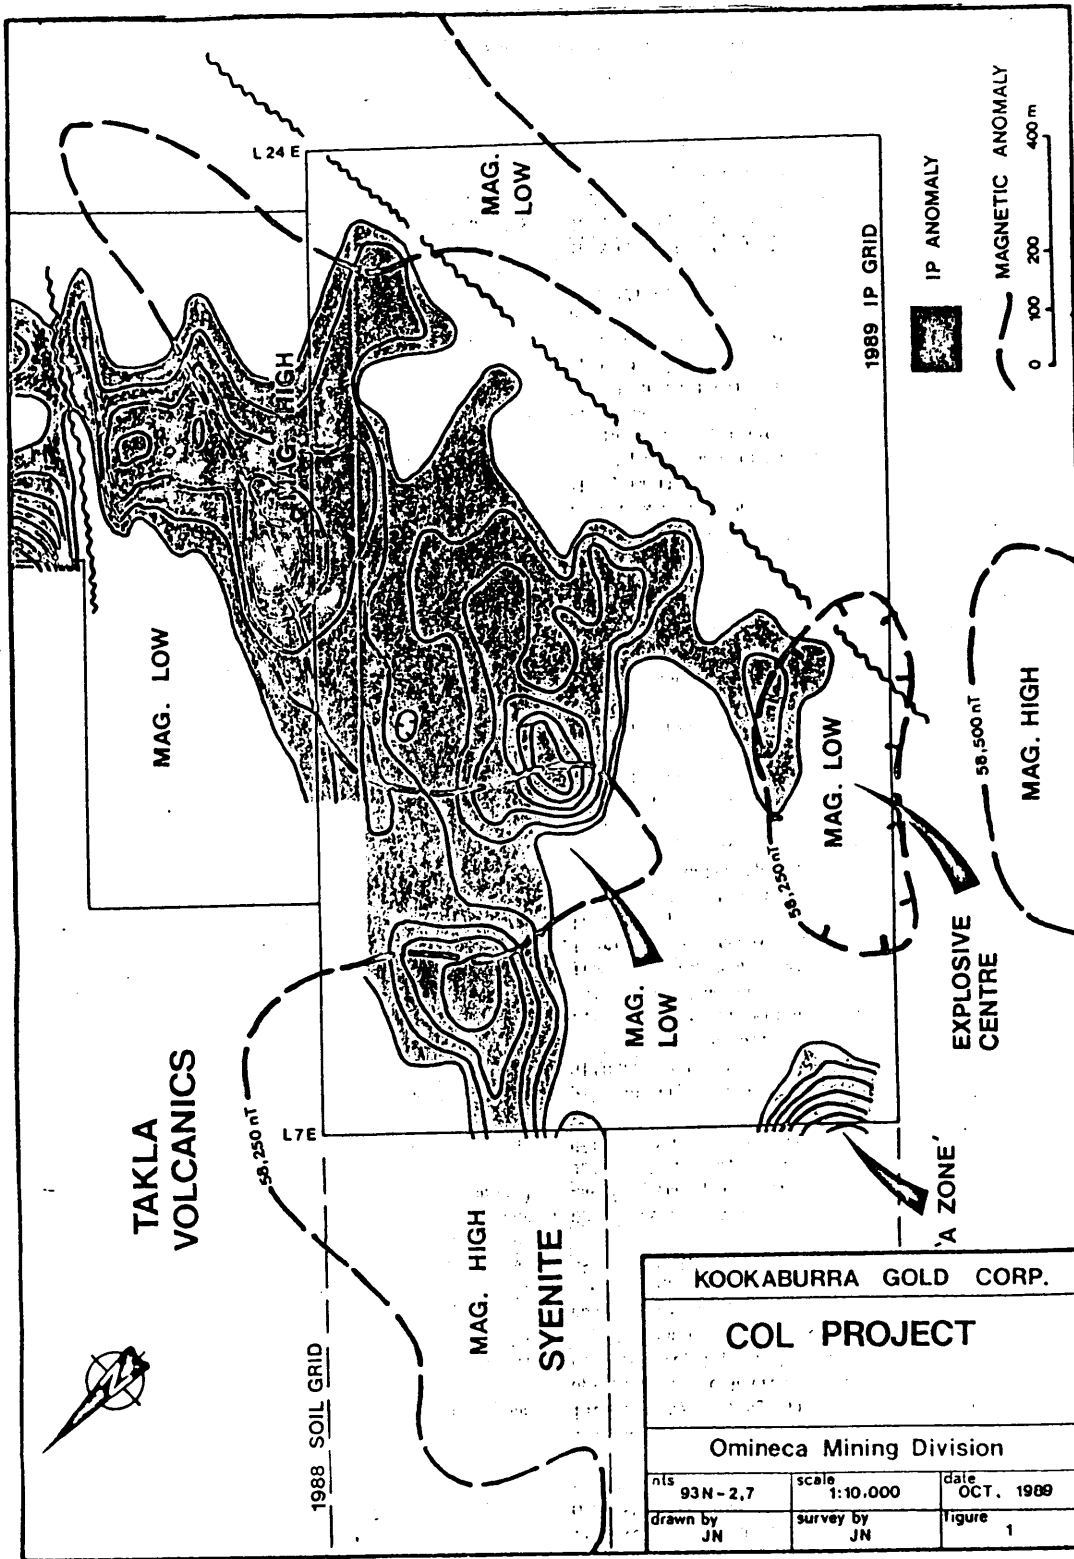 L 24 E
MAG.
LOW
1989 IP GRID
IP ANOMALY
MAGNETIC ANOMALY
0 100 200 400 m
MAG. HIGH
MAG. LOW
MAG. LOW
58,250 nT
58,500 nT
MAG. HIGH
EXPLOSIVE
CENTRE
MAG.
LOW
TAKLA
VOLCANICS
58,250 nT
L7E
'A ZONE'
MAG. HIGH
SYENITE
1988 SOIL GRID
N
KOOKABURRA GOLD CORP.
COL PROJECT
Omineca Mining Division
nts
93N-2,7
scale
1:10,000
date
OCT. 1989
drawn by
JN
survey by
JN
figure
1